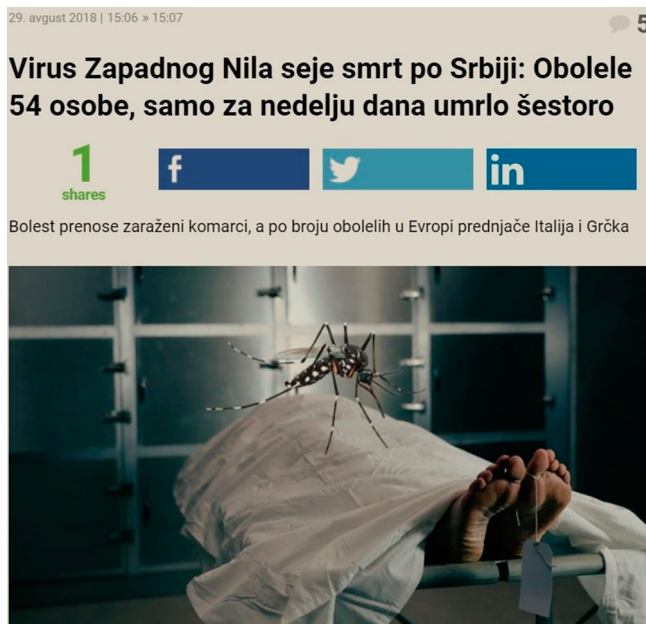 29. avgust 2018 | 15:06 » 15:07
5
Virus Zapadnog Nila seje smrt po Srbiji: Obolele
54 osobe, samo za nedelju dana umrlo šestoro
1
shares
f
in
Bolest prenose zaraženi komarci, a po broju obolelih u Evropi prednjače Italija i Grčka